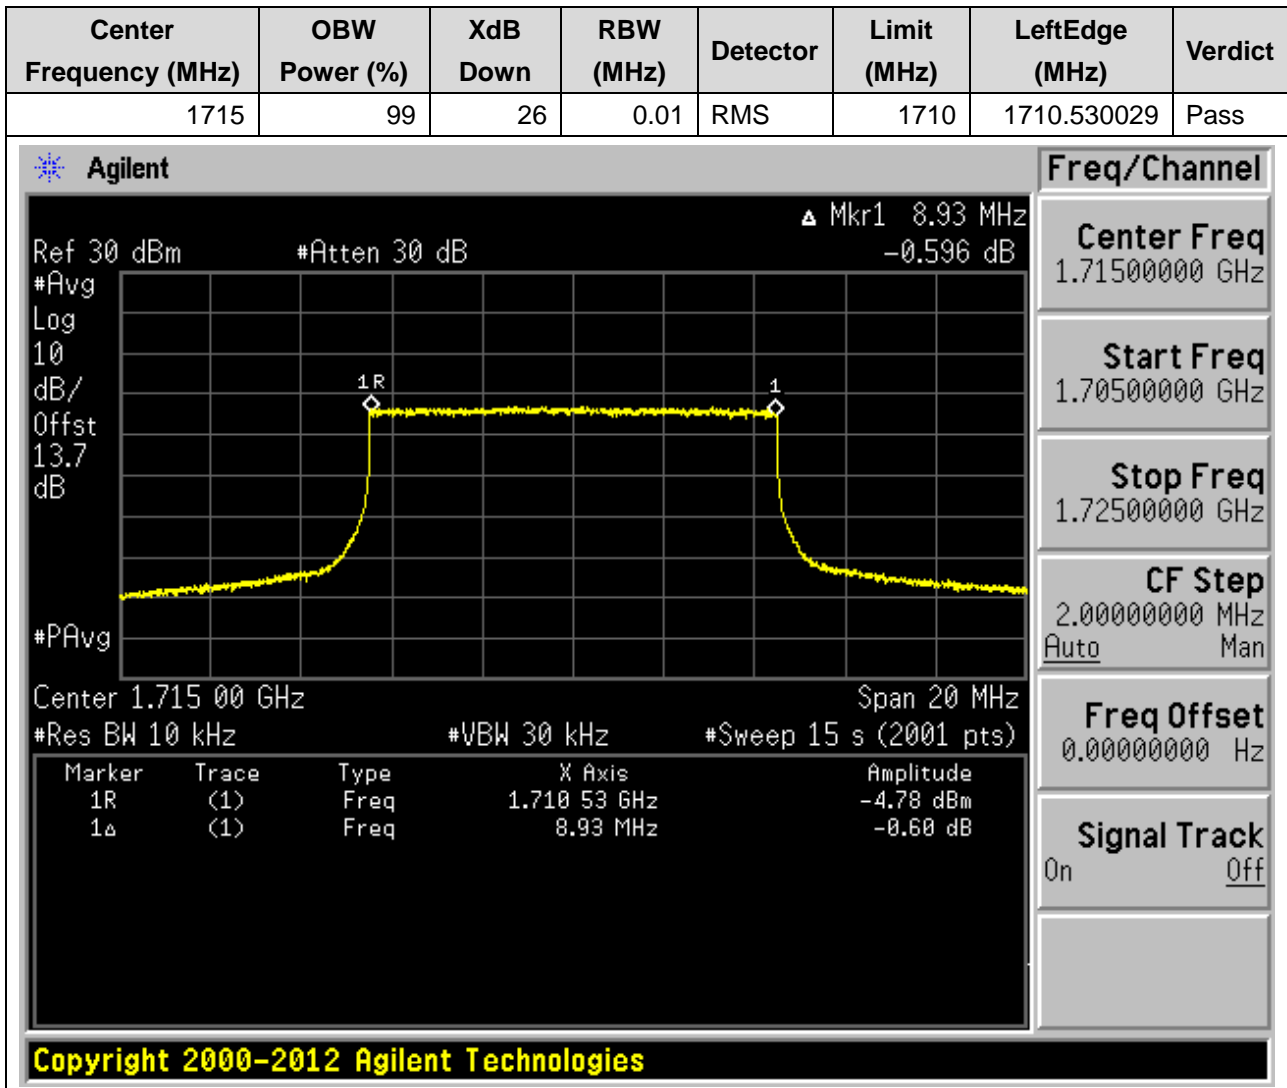 Center Frequency (MHz) OBW Power (%) XdB Down RBW (MHz) Detector Limit (MHz) LeftEdge (MHz) Verdict
1715 99 26 0.01 RMS 1710 1710.530029 Pass
Agilent
Freq/Channel
Δ Mkr1 8.93 MHz
Ref 30 dBm #Atten 30 dB -0.596 dB
#Avg
Log
10
dB/
Offst
13.7
dB
1R
1
#PAvg
Center 1.715 00 GHz Span 20 MHz
#Res BW 10 kHz #VBW 30 kHz #Sweep 15 s (2001 pts)
Marker Trace Type X Axis Amplitude
1R (1) Freq 1.710 53 GHz -4.78 dBm
1Δ (1) Freq 8.93 MHz -0.60 dB
Center Freq
1.71500000 GHz
Start Freq
1.70500000 GHz
Stop Freq
1.72500000 GHz
CF Step
2.00000000 MHz
Auto Man
Freq Offset
0.00000000 Hz
Signal Track
On Off
Copyright 2000-2012 Agilent Technologies